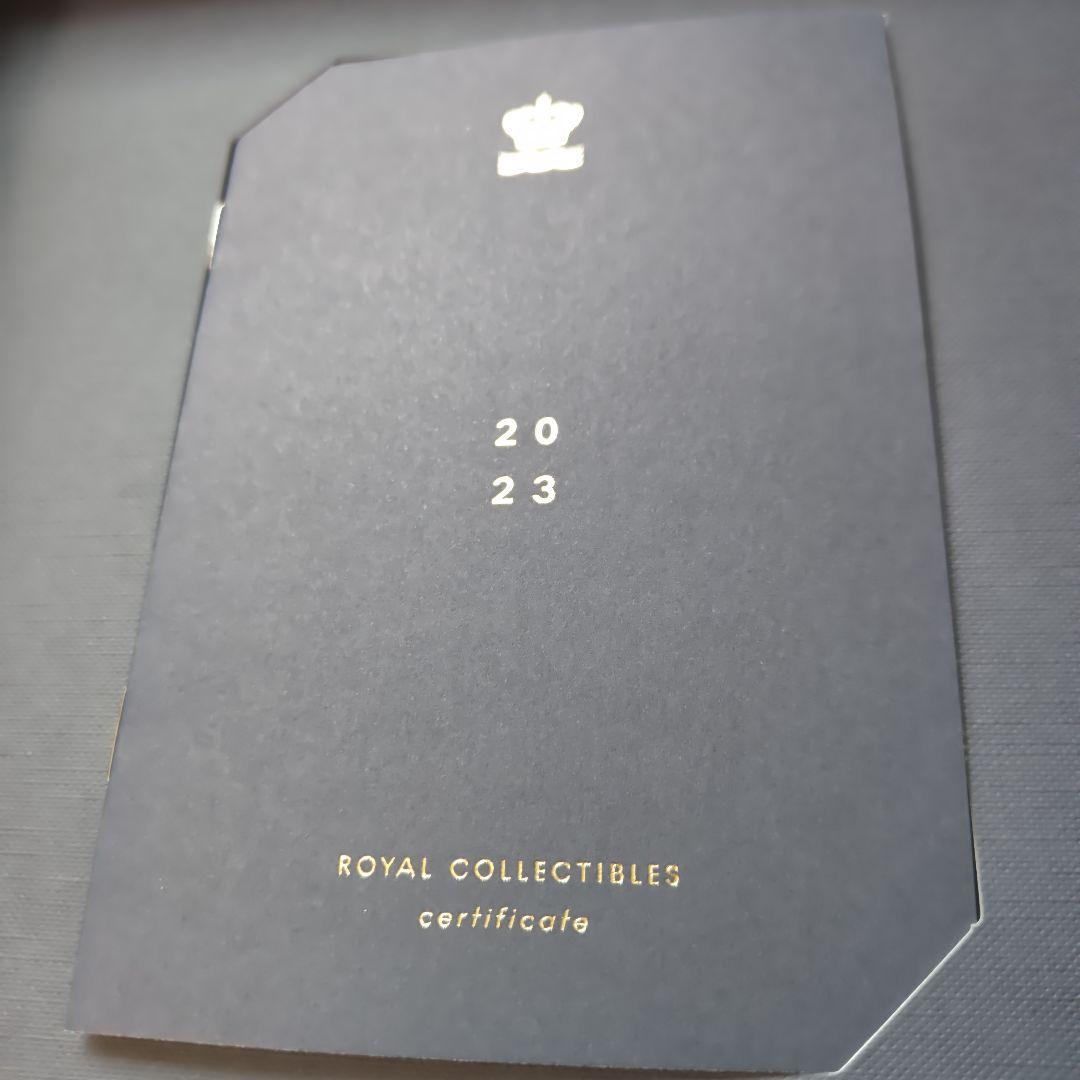 20
23
ROYAL COLLECTIBLES
certificate